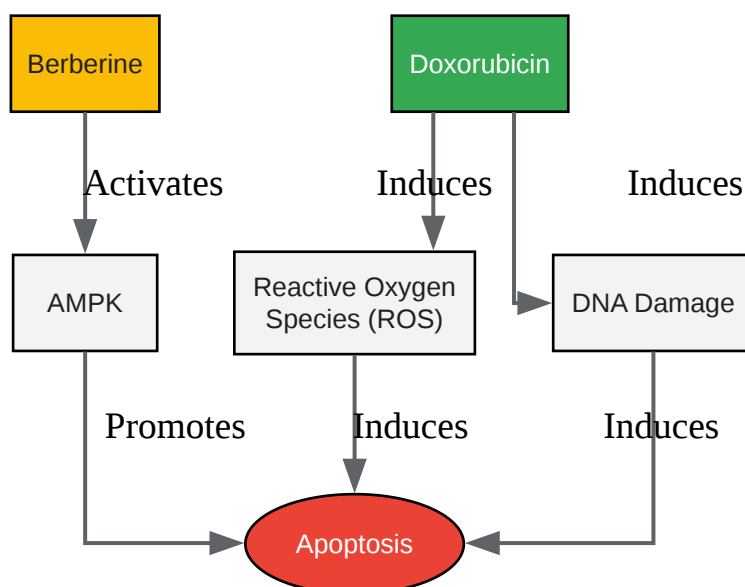 Berberine
Doxorubicin
Activates
Induces
Induces
AMPK
Reactive Oxygen
Species (ROS)
DNA Damage
Promotes
Induces
Induces
Apoptosis